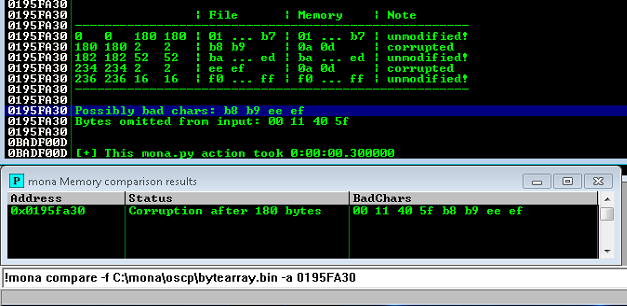 0195FA30
0195FA30 | File | Memory | Note
0195FA30 ----------------------------------------------------
0195FA30 0 0 180 180 | 01 ... b7 | 01 ... b7 | unmodified!
0195FA30 180 180 2 2 | b8 b9 | 0a 0d | corrupted
0195FA30 182 182 52 52 | ba ... ed | ba ... ed | unmodified!
0195FA30 234 234 2 2 | ee ef | 0a 0d | corrupted
0195FA30 236 236 16 16 | f0 ... ff | f0 ... ff | unmodified!
0195FA30 ----------------------------------------------------
0195FA30
0195FA30 Possibly bad chars: b8 b9 ee ef
0195FA30 Bytes omitted from input: 00 11 40 5f
0BADF00D
0BADF00D [+] This mona.py action took 0:00:00.300000
P mona Memory comparison results
Address Status BadChars
0x0195fa30 Corruption after 180 bytes 00 11 40 5f b8 b9 ee ef
!mona compare -f C:\mona\oscp\bytearray.bin -a 0195FA30